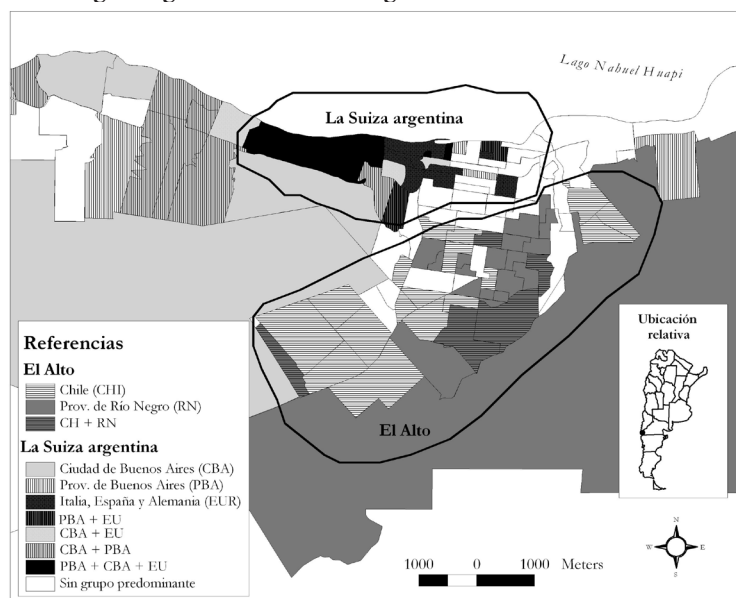 Lago Nahuel Huapi
La Suiza argentina
El Alto
Referencias
El Alto
Chile (CHI)
Prov. de Río Negro (RN)
CH + RN
La Suiza argentina
Ciudad de Buenos Aires (CBA)
Prov. de Buenos Aires (PBA)
Italia, España y Alemania (EUR)
PBA + EU
CBA + EU
CBA + PBA
PBA + CBA + EU
Sin grupo predominante
Ubicación
relativa
N
W E
S
1000 0 1000 Meters